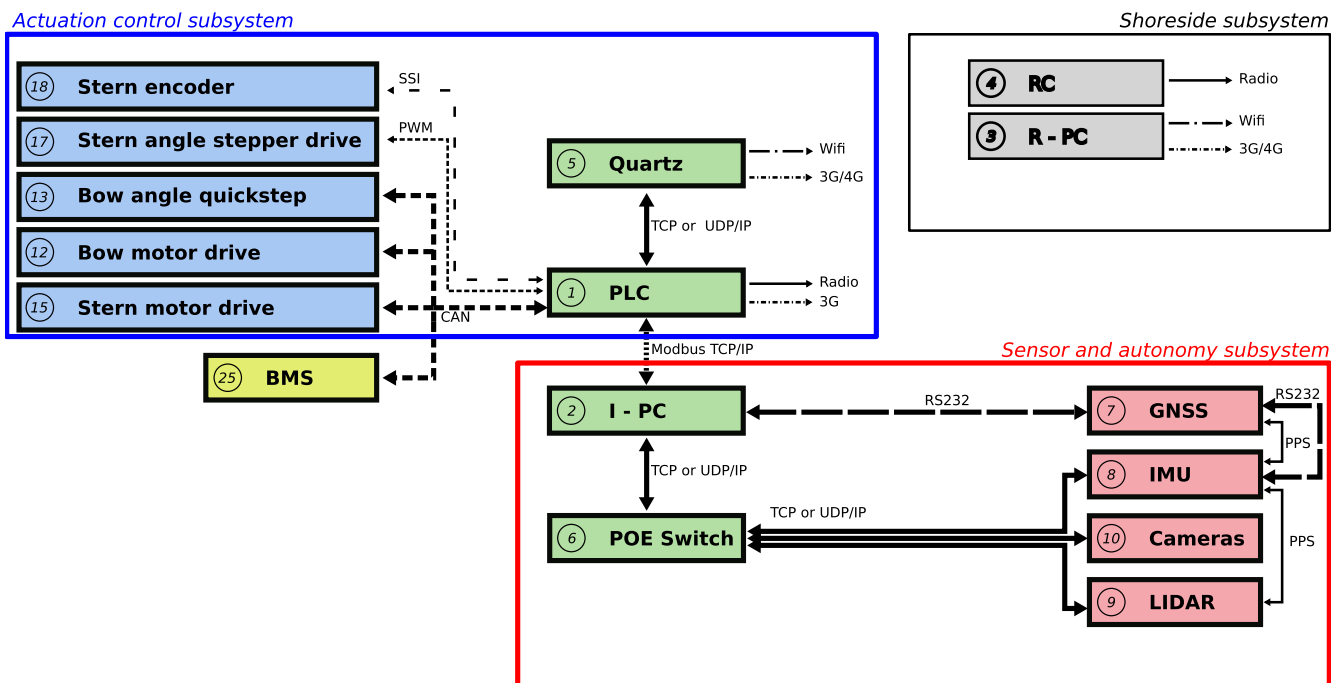 Actuation control subsystem
Shoreside subsystem
18 Stern encoder
SSI
17 Stern angle stepper drive
PWM
13 Bow angle quickstep
12 Bow motor drive
15 Stern motor drive
CAN
25 BMS
5 Quartz
Wifi
3G/4G
TCP or UDP/IP
1 PLC
Radio
3G
Modbus TCP/IP
4 RC
Radio
3 R - PC
Wifi
3G/4G
Sensor and autonomy subsystem
2 I - PC
RS232
7 GNSS
RS232
PPS
TCP or UDP/IP
8 IMU
TCP or UDP/IP
6 POE Switch
10 Cameras
PPS
9 LIDAR